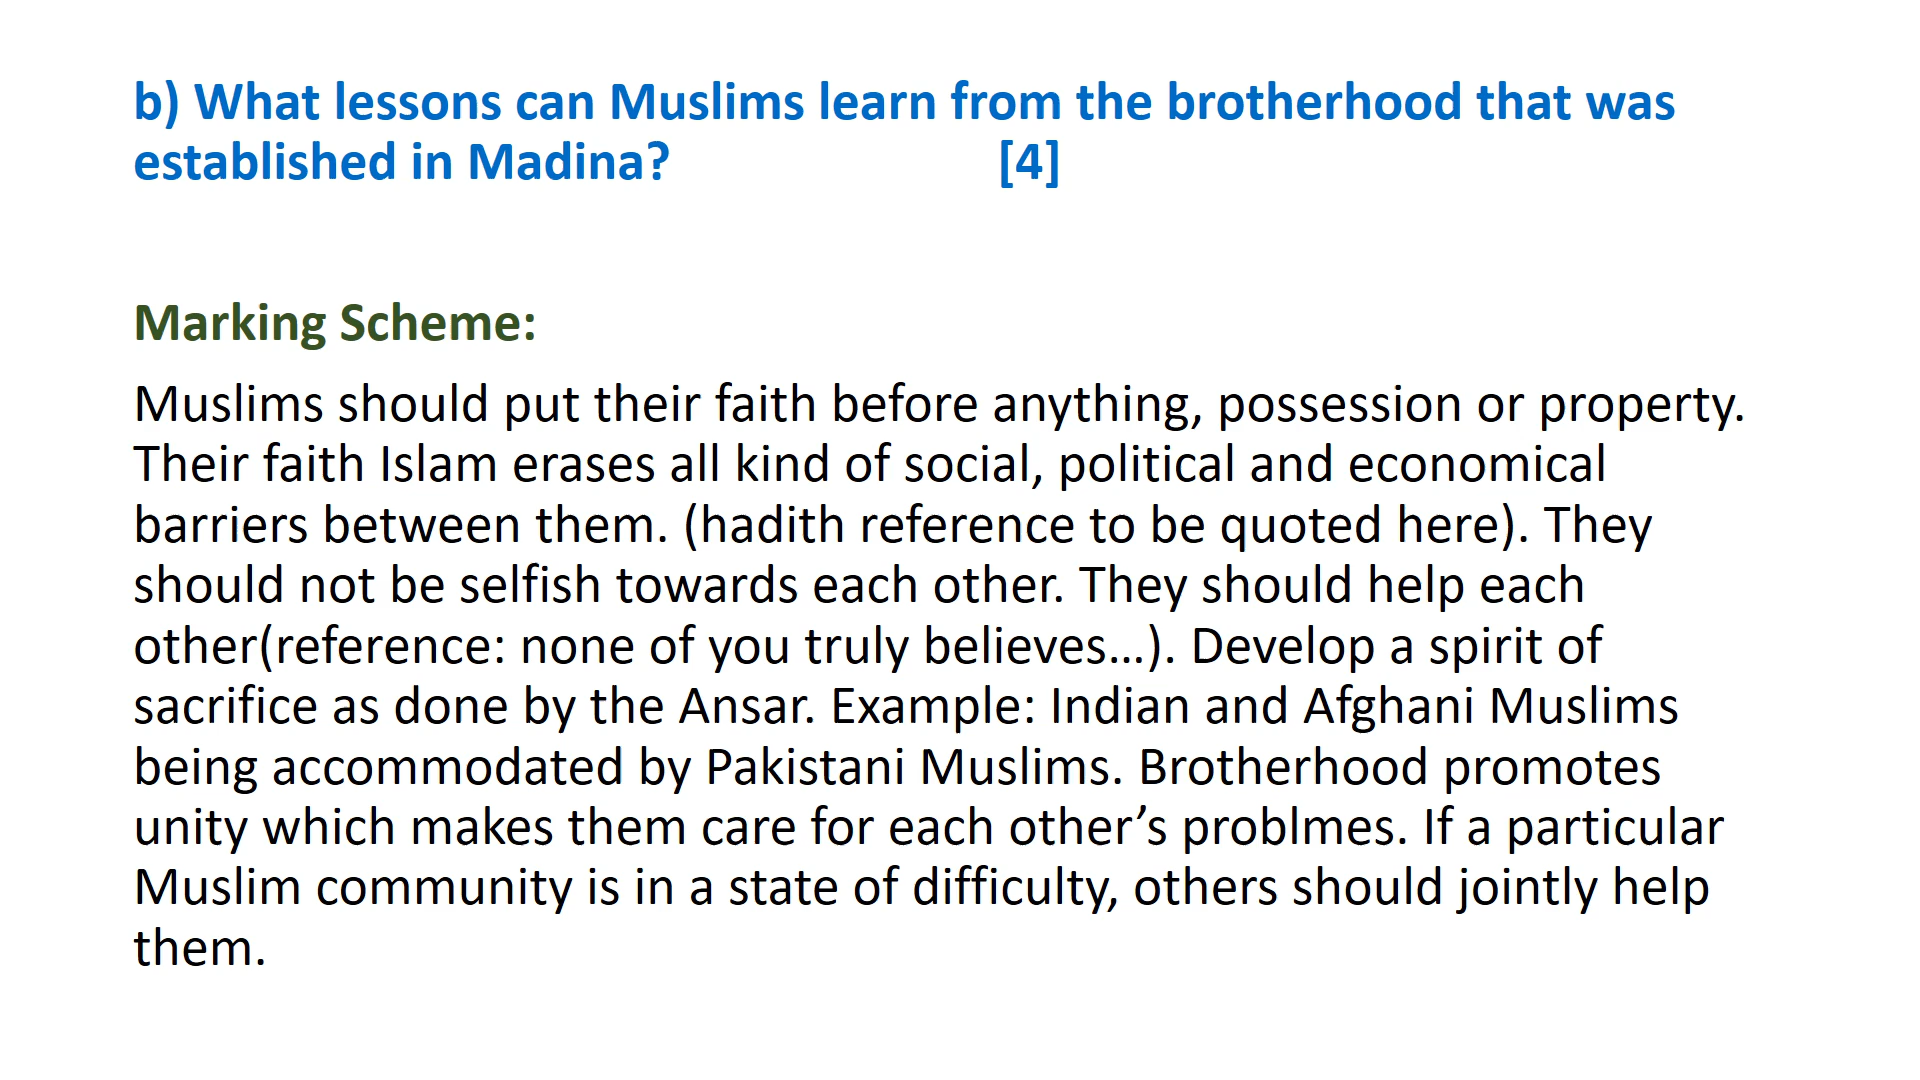 b) What lessons can Muslims learn from the brotherhood that was
established in Madina? [4]
Marking Scheme:
Muslims should put their faith before anything, possession or property.
Their faith Islam erases all kind of social, political and economical
barriers between them. (hadith reference to be quoted here). They
should not be selfish towards each other. They should help each
other(reference: none of you truly believes...). Develop a spirit of
sacrifice as done by the Ansar. Example: Indian and Afghani Muslims
being accommodated by Pakistani Muslims. Brotherhood promotes
unity which makes them care for each other’s problmes. If a particular
Muslim community is in a state of difficulty, others should jointly help
them.